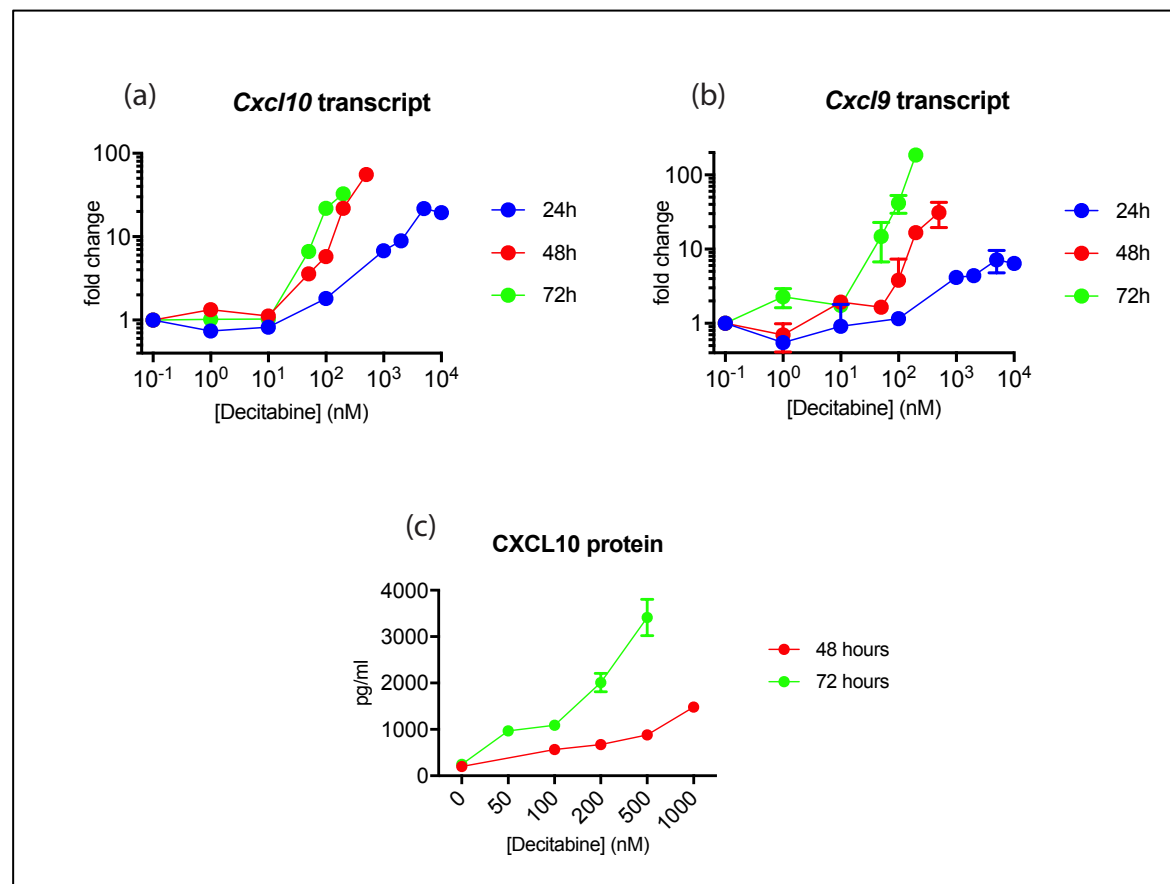 (a)
Cxcl10 transcript
fold change
100
10
1
10-1 100 101 102 103 104
[Decitabine] (nM)
24h
48h
72h
(b)
Cxcl9 transcript
fold change
100
10
1
10-1 100 101 102 103 104
[Decitabine] (nM)
24h
48h
72h
(c)
CXCL10 protein
pg/ml
4000
3000
2000
1000
0
0 50 100 200 500 1000
[Decitabine] (nM)
48 hours
72 hours